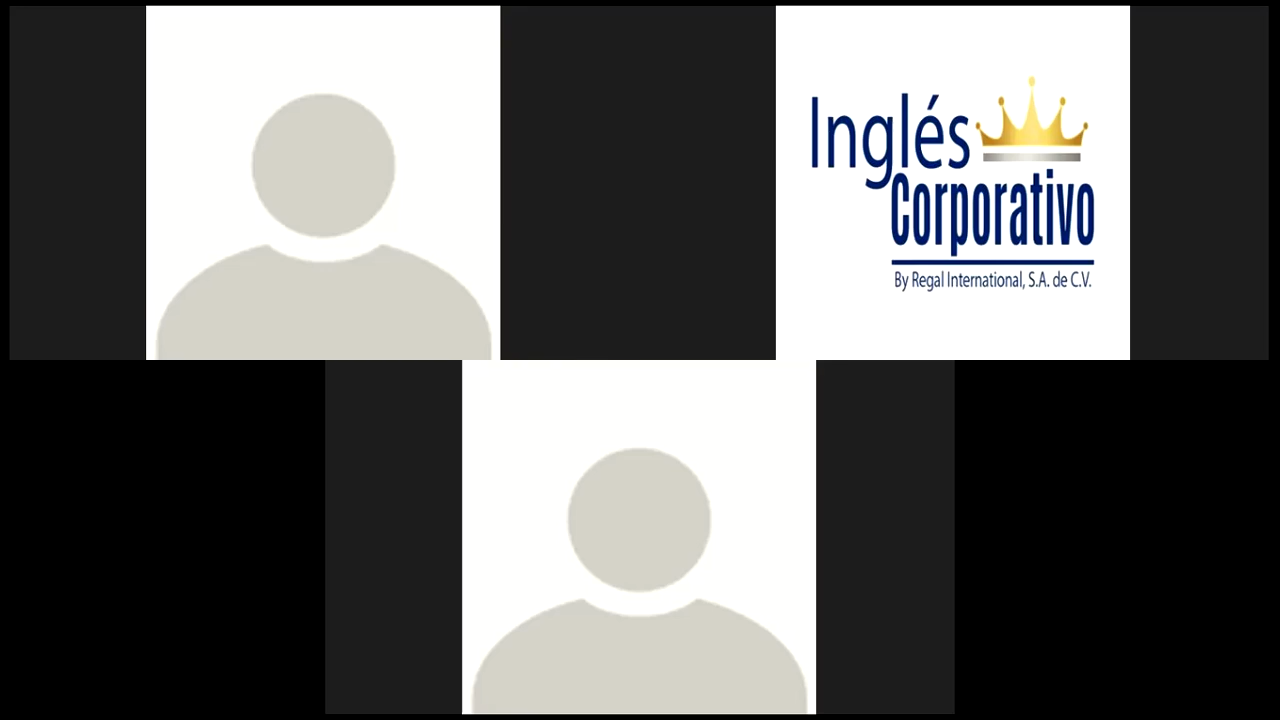 Inglés
Corporativo
By Regal International, S.A. de C.V.